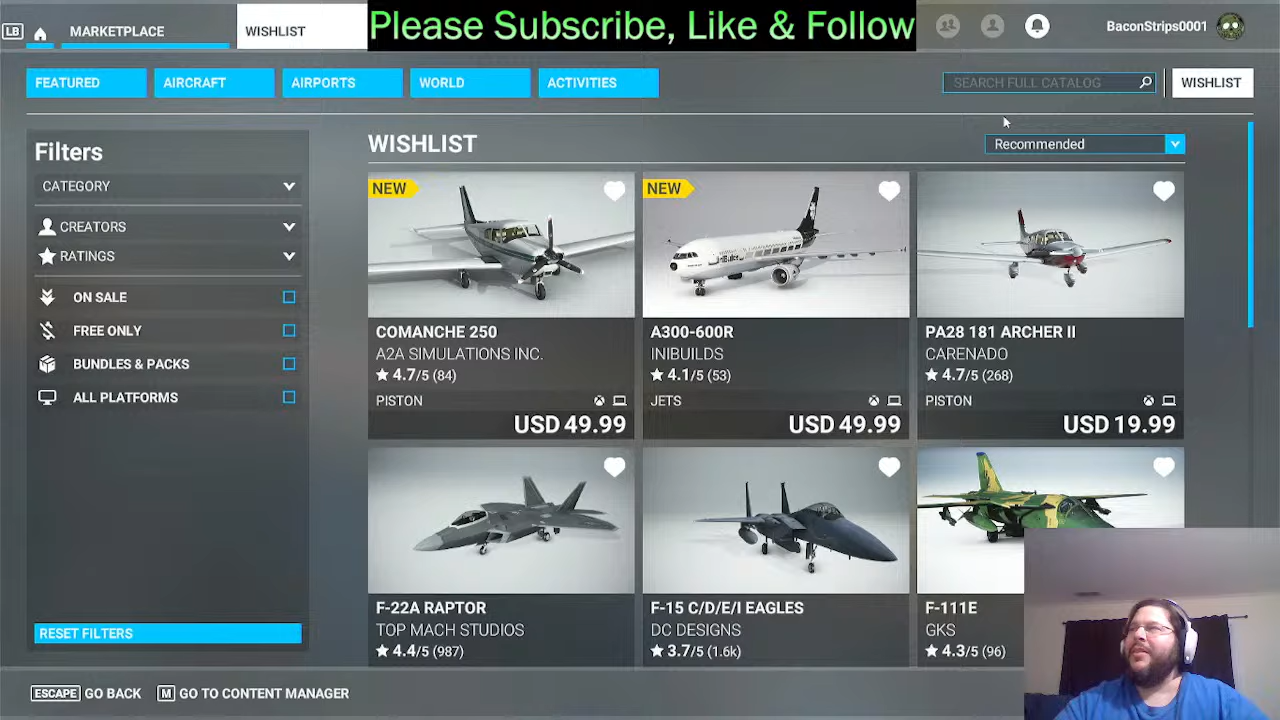 LB
MARKETPLACE
WISHLIST
Please Subscribe, Like & Follow
BaconStrips0001
FEATURED
AIRCRAFT
AIRPORTS
WORLD
ACTIVITIES
SEARCH FULL CATALOG
WISHLIST
Filters
CATEGORY
CREATORS
RATINGS
ON SALE
FREE ONLY
BUNDLES & PACKS
ALL PLATFORMS
RESET FILTERS
WISHLIST
Recommended
NEW
COMANCHE 250
A2A SIMULATIONS INC.
4.7/5 (84)
PISTON
USD 49.99
NEW
A300-600R
INIBUILDS
4.1/5 (53)
JETS
USD 49.99
PA28 181 ARCHER II
CARENADO
4.7/5 (268)
PISTON
USD 19.99
F-22A RAPTOR
TOP MACH STUDIOS
4.4/5 (987)
F-15 C/D/E/I EAGLES
DC DESIGNS
3.7/5 (1.6k)
F-111E
GKS
4.3/5 (96)
ESCAPE GO BACK
M GO TO CONTENT MANAGER